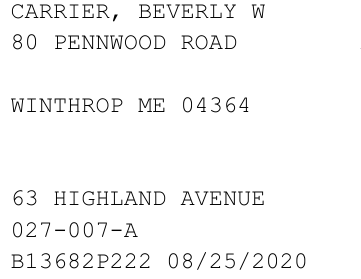 CARRIER, BEVERLY W
80 PENNWOOD ROAD
WINTHROP ME 04364
63 HIGHLAND AVENUE
027-007-A
B13682P222 08/25/2020